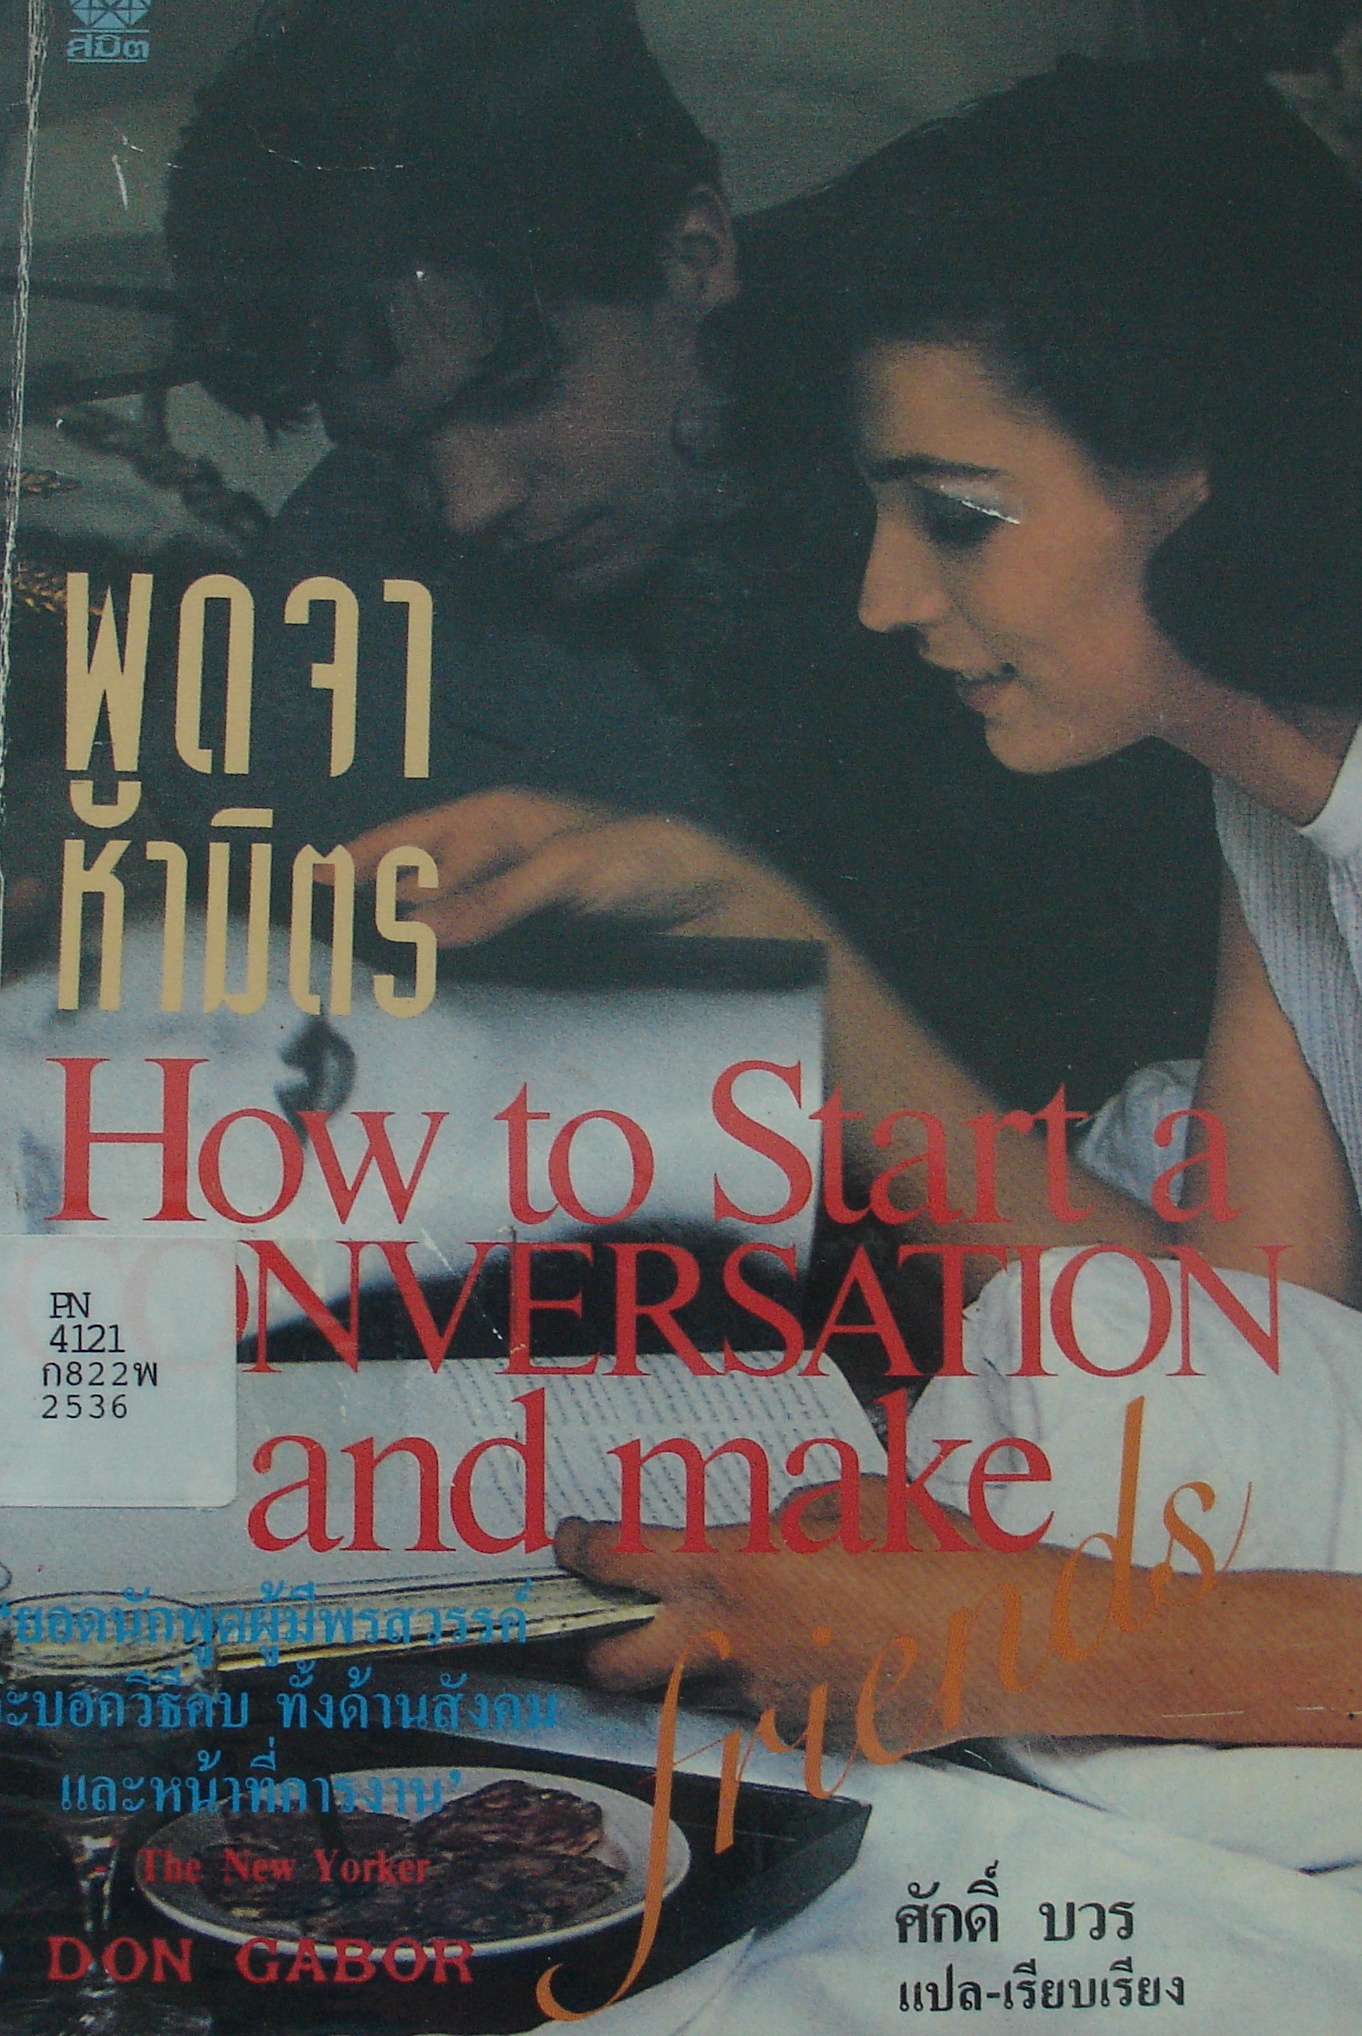 สมิต
พูดจา
หามิตร
How to Start a
CONVERSATION
and make
friends
PN
4121
ก822พ
2536
‘ยอดนักพูดผู้มีพรสวรรค์
จะบอกวิธีคบ ทั้งด้านสังคม
และหน้าที่การงาน’
- The New Yorker
DON GABOR
ศักดิ์ บวร
แปล-เรียบเรียง